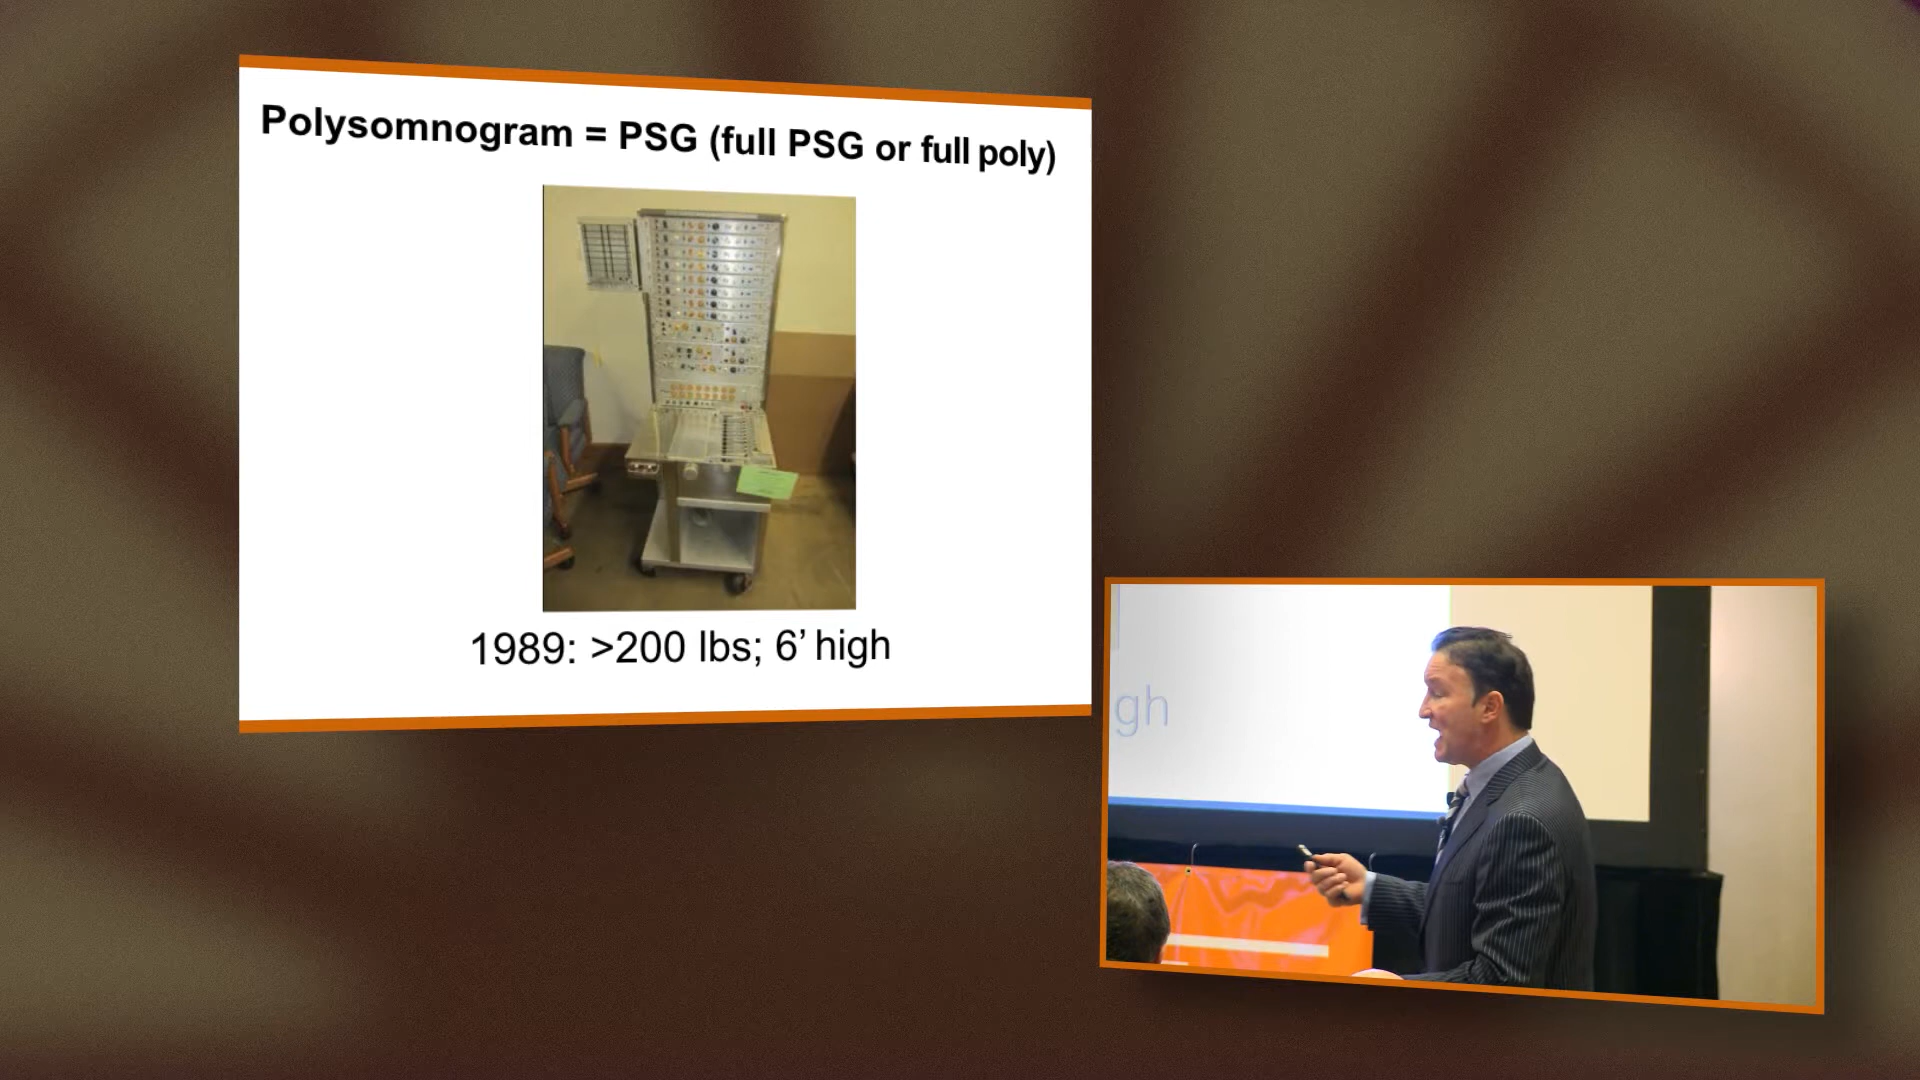 Polysomnogram = PSG (full PSG or full poly)
1989: >200 lbs; 6’ high
gh